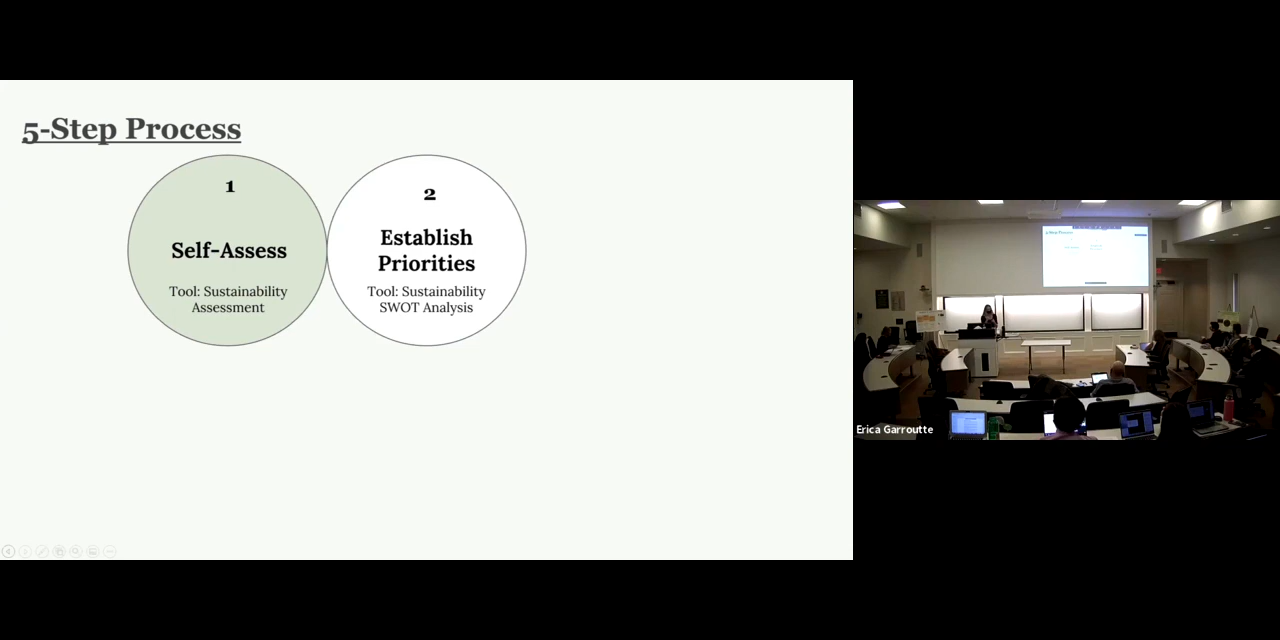 5-Step Process
1
Self-Assess
Tool: Sustainability
Assessment
2
Establish
Priorities
Tool: Sustainability
SWOT Analysis
Erica Garroutte